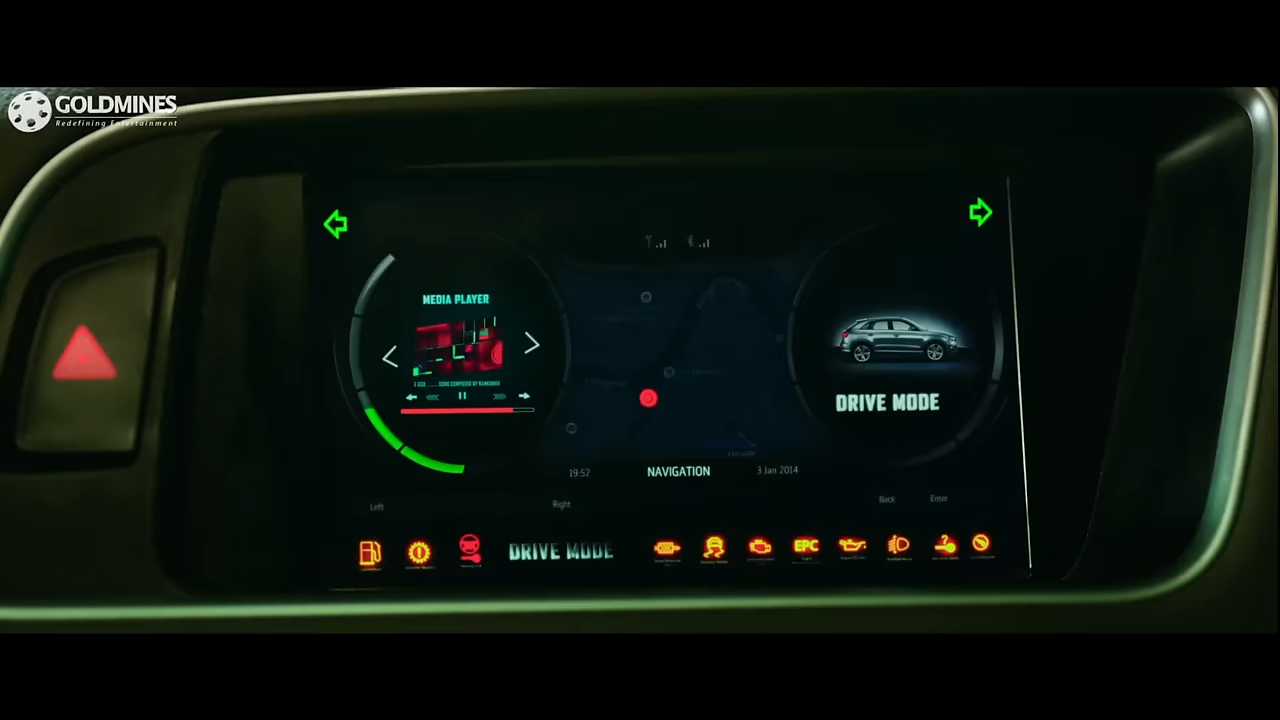 GOLDMINES
Redefining Entertainment
MEDIA PLAYER
DRIVE MODE
19:52
NAVIGATION
3 Jan 2014
Left
Right
Back
Enter
DRIVE MODE
EPC